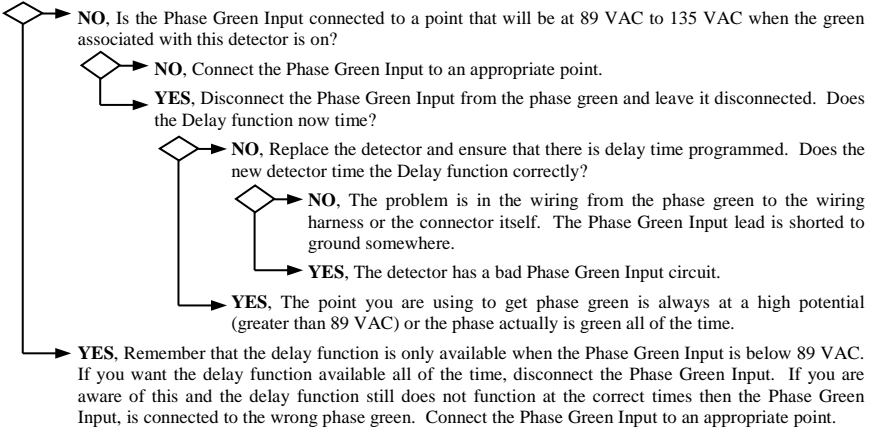 NO, Is the Phase Green Input connected to a point that will be at 89 VAC to 135 VAC when the green
associated with this detector is on?
NO, Connect the Phase Green Input to an appropriate point.
YES, Disconnect the Phase Green Input from the phase green and leave it disconnected. Does
the Delay function now time?
NO, Replace the detector and ensure that there is delay time programmed. Does the
new detector time the Delay function correctly?
NO, The problem is in the wiring from the phase green to the wiring
harness or the connector itself. The Phase Green Input lead is shorted to
ground somewhere.
YES, The detector has a bad Phase Green Input circuit.
YES, The point you are using to get phase green is always at a high potential
(greater than 89 VAC) or the phase actually is green all of the time.
YES, Remember that the delay function is only available when the Phase Green Input is below 89 VAC.
If you want the delay function available all of the time, disconnect the Phase Green Input. If you are
aware of this and the delay function still does not function at the correct times then the Phase Green
Input, is connected to the wrong phase green. Connect the Phase Green Input to an appropriate point.